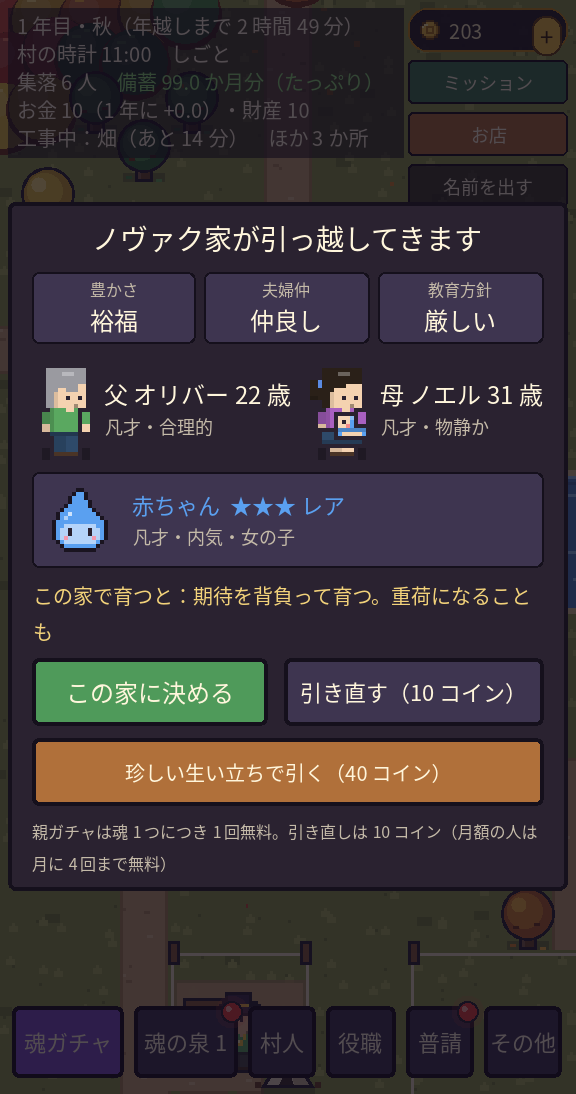 1 年目・秋（年越しまで 2 時間 49 分）
村の時計 11:00　しごと
集落 6 人　備蓄 99.0 か月分（たっぷり）
お金 10（1 年に +0.0）・財産 10
工事中：畑（あと 14 分）　ほか 3 か所
203
+
ミッション
お店
名前を出す
ノヴァク家が引っ越してきます
豊かさ
裕福
夫婦仲
仲良し
教育方針
厳しい
父 オリバー 22 歳
凡才・合理的
母 ノエル 31 歳
凡才・物静か
赤ちゃん ★★★ レア
凡才・内気・女の子
この家で育つと：期待を背負って育つ。重荷になること
も
この家に決める
引き直す（10 コイン）
珍しい生い立ちで引く（40 コイン）
親ガチャは魂 1 つにつき 1 回無料。引き直しは 10 コイン（月額の人は
月に 4 回まで無料）
魂ガチャ
魂の泉 1
村人
役職
普請
その他